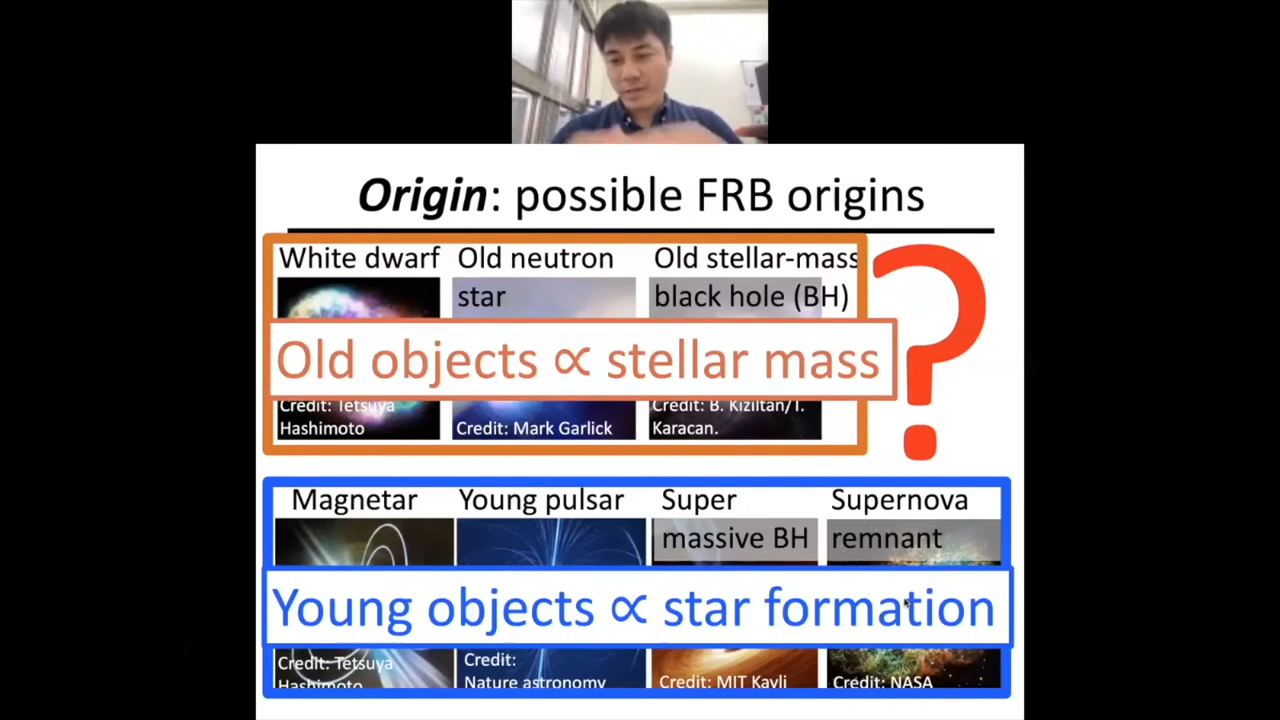 Origin: possible FRB origins
White dwarf
Old neutron
star
Old stellar-mass
black hole (BH)
Old objects ∝ stellar mass
Credit: Tetsuya
Hashimoto
Credit: Mark Garlick
Credit: B. Kiziltan/T.
Karacan.
?
Magnetar
Young pulsar
Super
massive BH
Supernova
remnant
Young objects ∝ star formation
Credit: Tetsuya
Hashimoto
Credit:
Nature astronomy
Credit: MIT Kavli
Credit: NASA